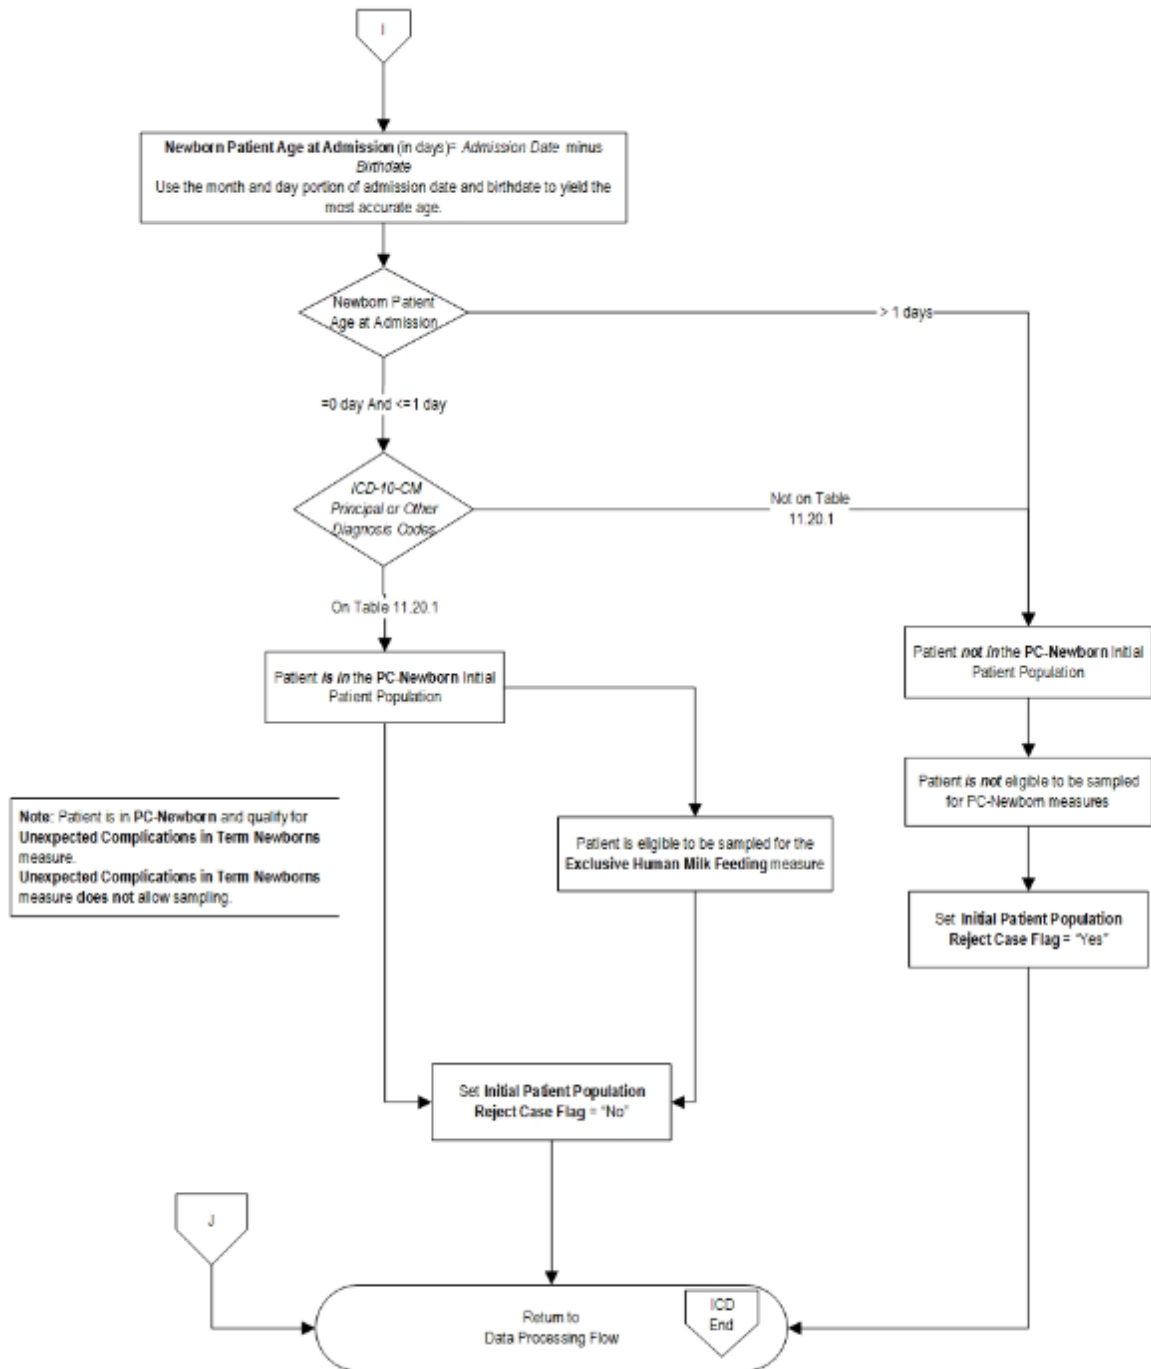 I
Newborn Patient Age at Admission (in days)= Admission Date minus
Birthdate
Use the month and day portion of admission date and birthdate to yield the
most accurate age.
Newborn Patient
Age at Admission
> 1 days
=0 day And <=1 day
ICD-10-CM
Principal or Other
Diagnosis Codes
Not on Table
11.20.1
On Table 11.20.1
Patient is in the PC-Newborn Initial
Patient Population
Patient not in the PC-Newborn Initial
Patient Population
Patient is not eligible to be sampled
for PC-Newborn measures
Note: Patient is in PC-Newborn and qualify for
Unexpected Complications in Term Newborns
measure.
Unexpected Complications in Term Newborns
measure does not allow sampling.
Patient is eligible to be sampled for the
Exclusive Human Milk Feeding measure
Set Initial Patient Population
Reject Case Flag = "Yes"
Set Initial Patient Population
Reject Case Flag = "No"
J
Return to
Data Processing Flow
ICD
End